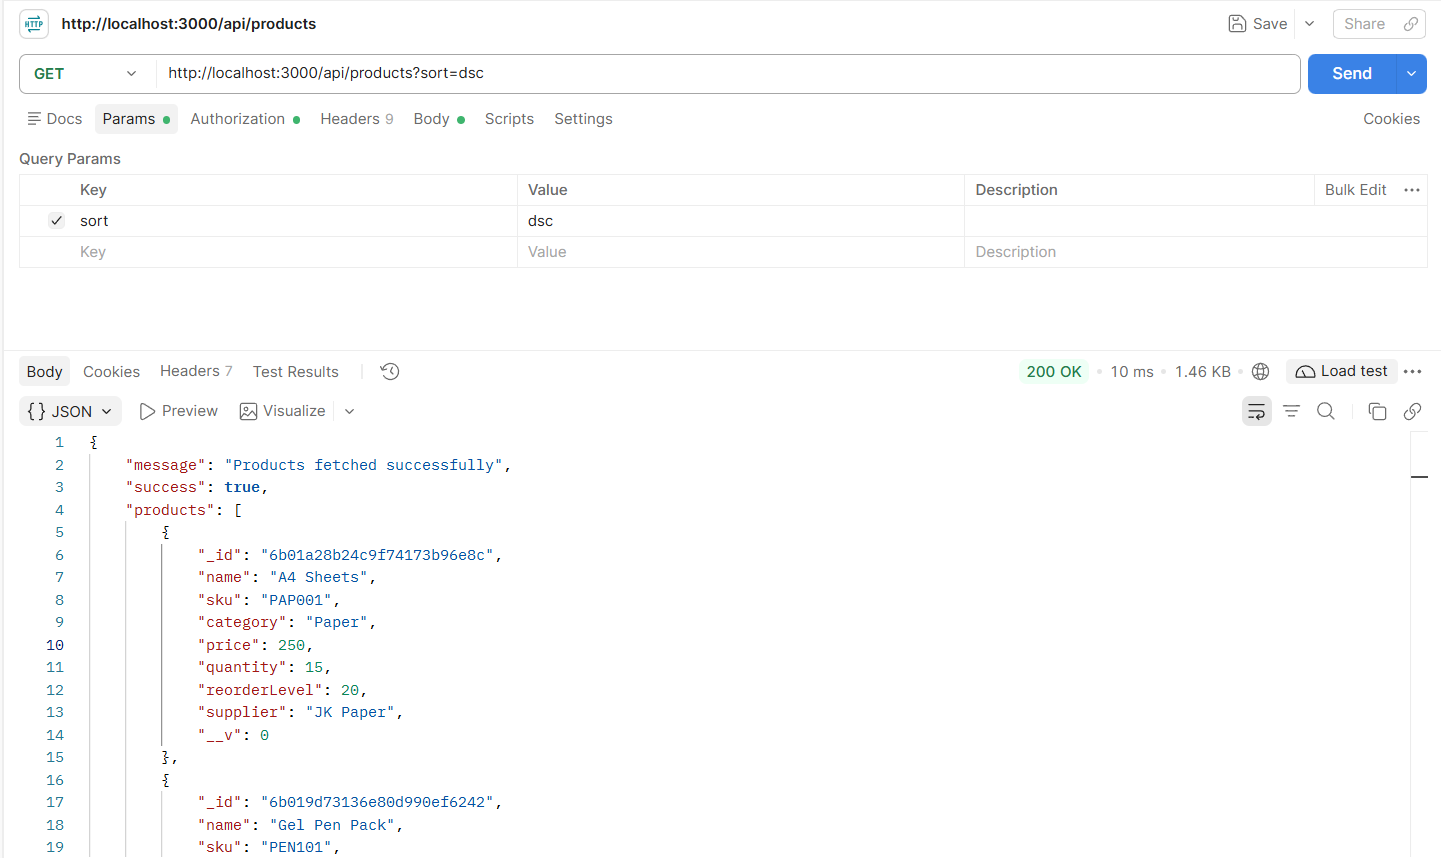 HTTP http://localhost:3000/api/products Save Share
GET http://localhost:3000/api/products?sort=dsc Send
Docs Params Authorization Headers 9 Body Scripts Settings Cookies
Query Params
Key Value Description Bulk Edit
sort dsc
Key Value Description
Body Cookies Headers 7 Test Results 200 OK 10 ms 1.46 KB Load test
{} JSON Preview Visualize
1 {
2 "message": "Products fetched successfully",
3 "success": true,
4 "products": [
5 {
6 "_id": "6b01a28b24c9f74173b96e8c",
7 "name": "A4 Sheets",
8 "sku": "PAP001",
9 "category": "Paper",
10 "price": 250,
11 "quantity": 15,
12 "reorderLevel": 20,
13 "supplier": "JK Paper",
14 "__v": 0
15 },
16 {
17 "_id": "6b019d73136e80d990ef6242",
18 "name": "Gel Pen Pack",
19 "sku": "PEN101",